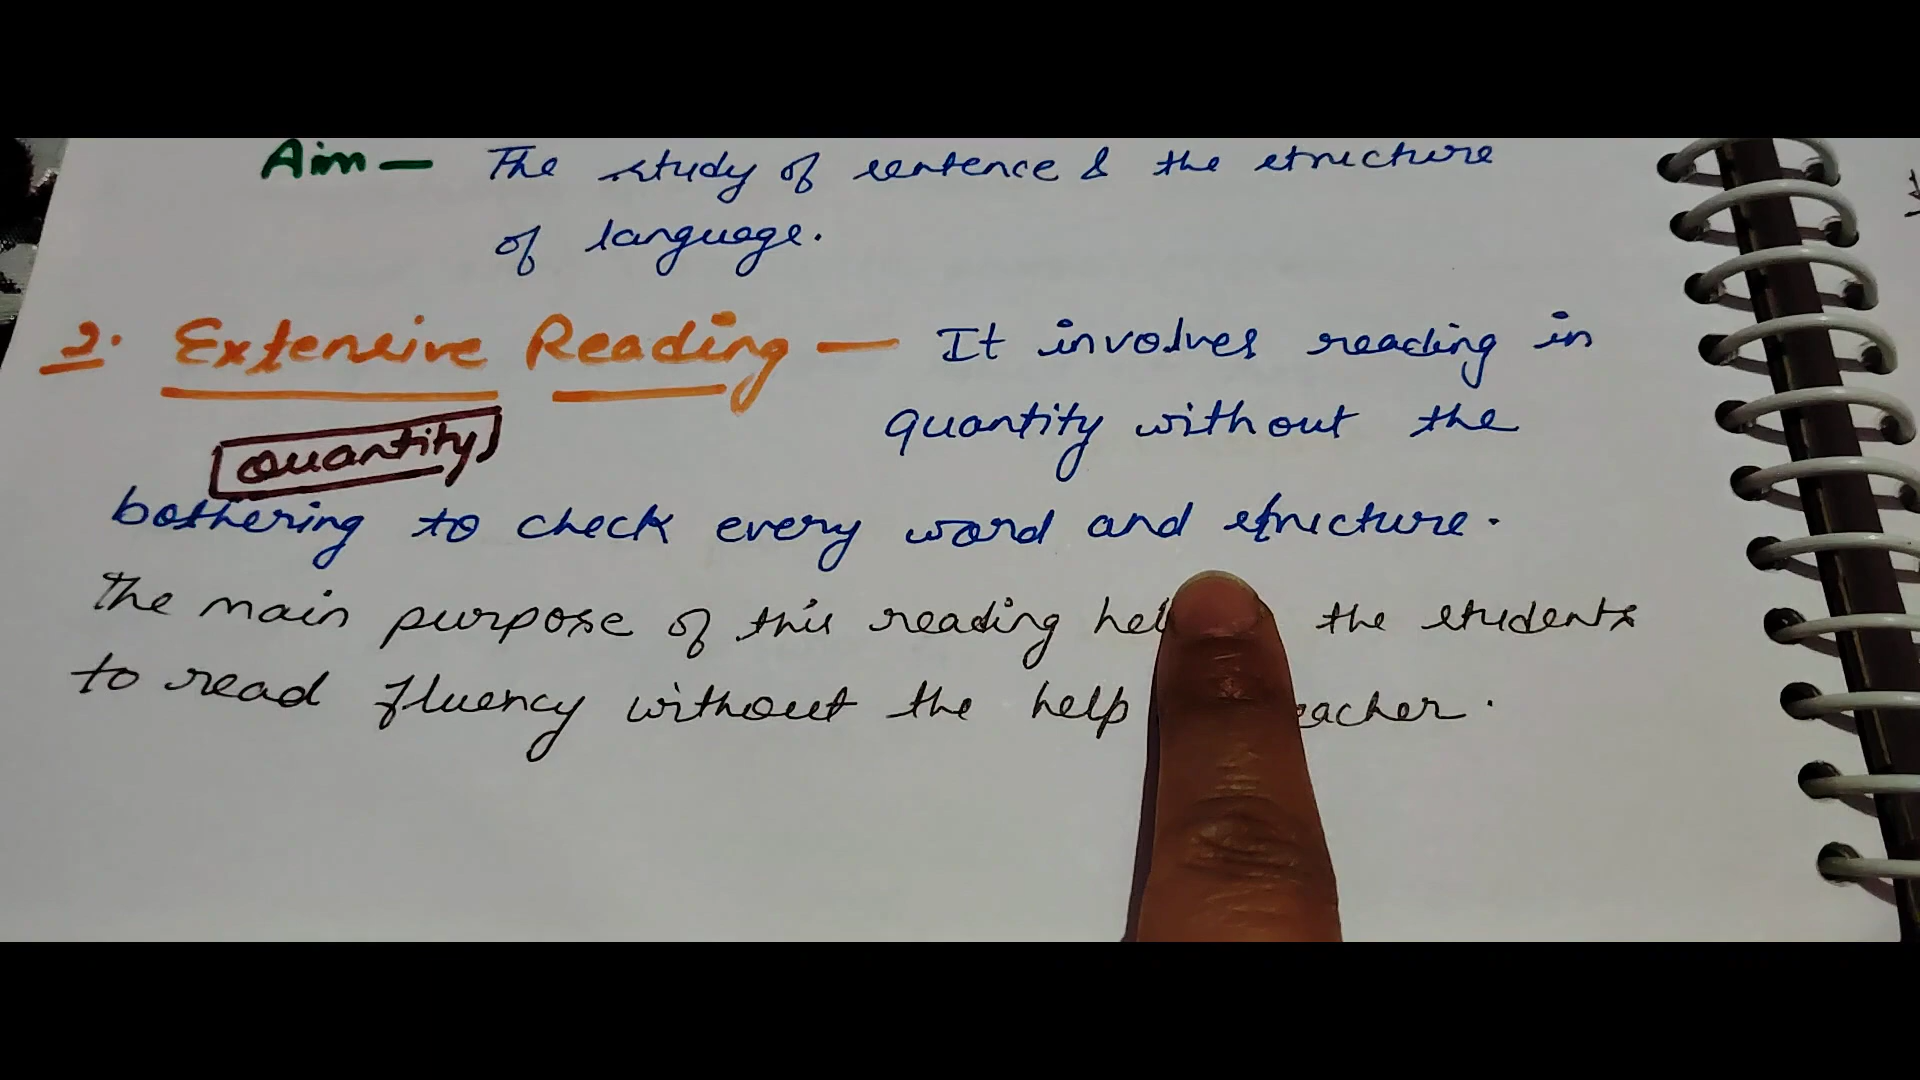 Aim — The study of sentence & the structure
of language.
2. Extensive Reading — It involves reading in
quantity without the
Quantity
bothering to check every word and structure.
The main purpose of this reading hel the students
to read fluency without the help eacher.